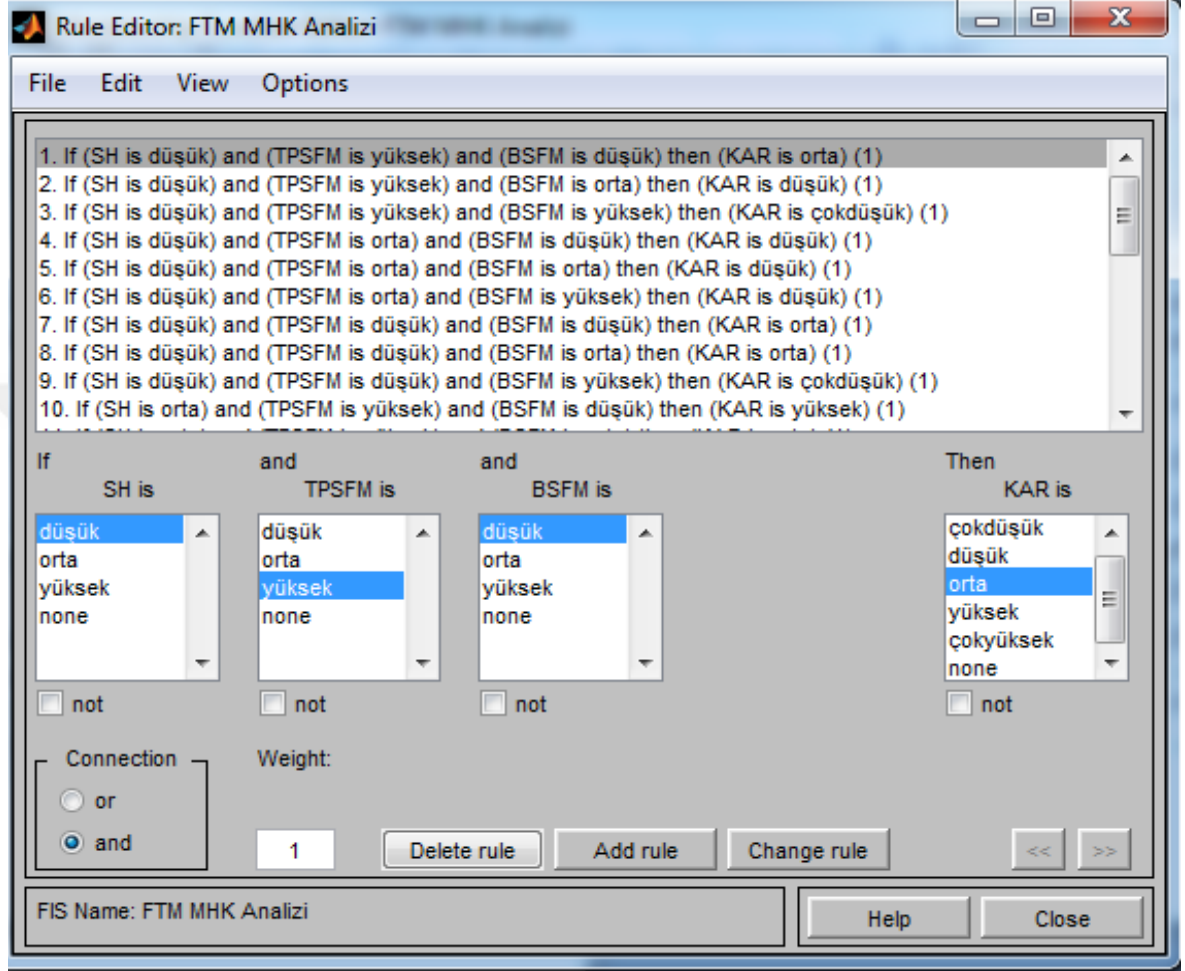 Rule Editor: FTM MHK Analizi
File Edit View Options
1. If (SH is düşük) and (TPSFM is yüksek) and (BSFM is düşük) then (KAR is orta) (1)
2. If (SH is düşük) and (TPSFM is yüksek) and (BSFM is orta) then (KAR is düşük) (1)
3. If (SH is düşük) and (TPSFM is yüksek) and (BSFM is yüksek) then (KAR is çokdüşük) (1)
4. If (SH is düşük) and (TPSFM is orta) and (BSFM is düşük) then (KAR is düşük) (1)
5. If (SH is düşük) and (TPSFM is orta) and (BSFM is orta) then (KAR is düşük) (1)
6. If (SH is düşük) and (TPSFM is orta) and (BSFM is yüksek) then (KAR is düşük) (1)
7. If (SH is düşük) and (TPSFM is düşük) and (BSFM is düşük) then (KAR is orta) (1)
8. If (SH is düşük) and (TPSFM is düşük) and (BSFM is orta) then (KAR is orta) (1)
9. If (SH is düşük) and (TPSFM is düşük) and (BSFM is yüksek) then (KAR is çokdüşük) (1)
10. If (SH is orta) and (TPSFM is yüksek) and (BSFM is düşük) then (KAR is yüksek) (1)
If and and Then
SH is TPSFM is BSFM is KAR is
düşük düşük düşük çokdüşük
orta orta orta düşük
yüksek yüksek yüksek orta
none none none yüksek
çokyüksek
none
not not not not
Connection Weight:
or
and 1 Delete rule Add rule Change rule << >>
FIS Name: FTM MHK Analizi Help Close